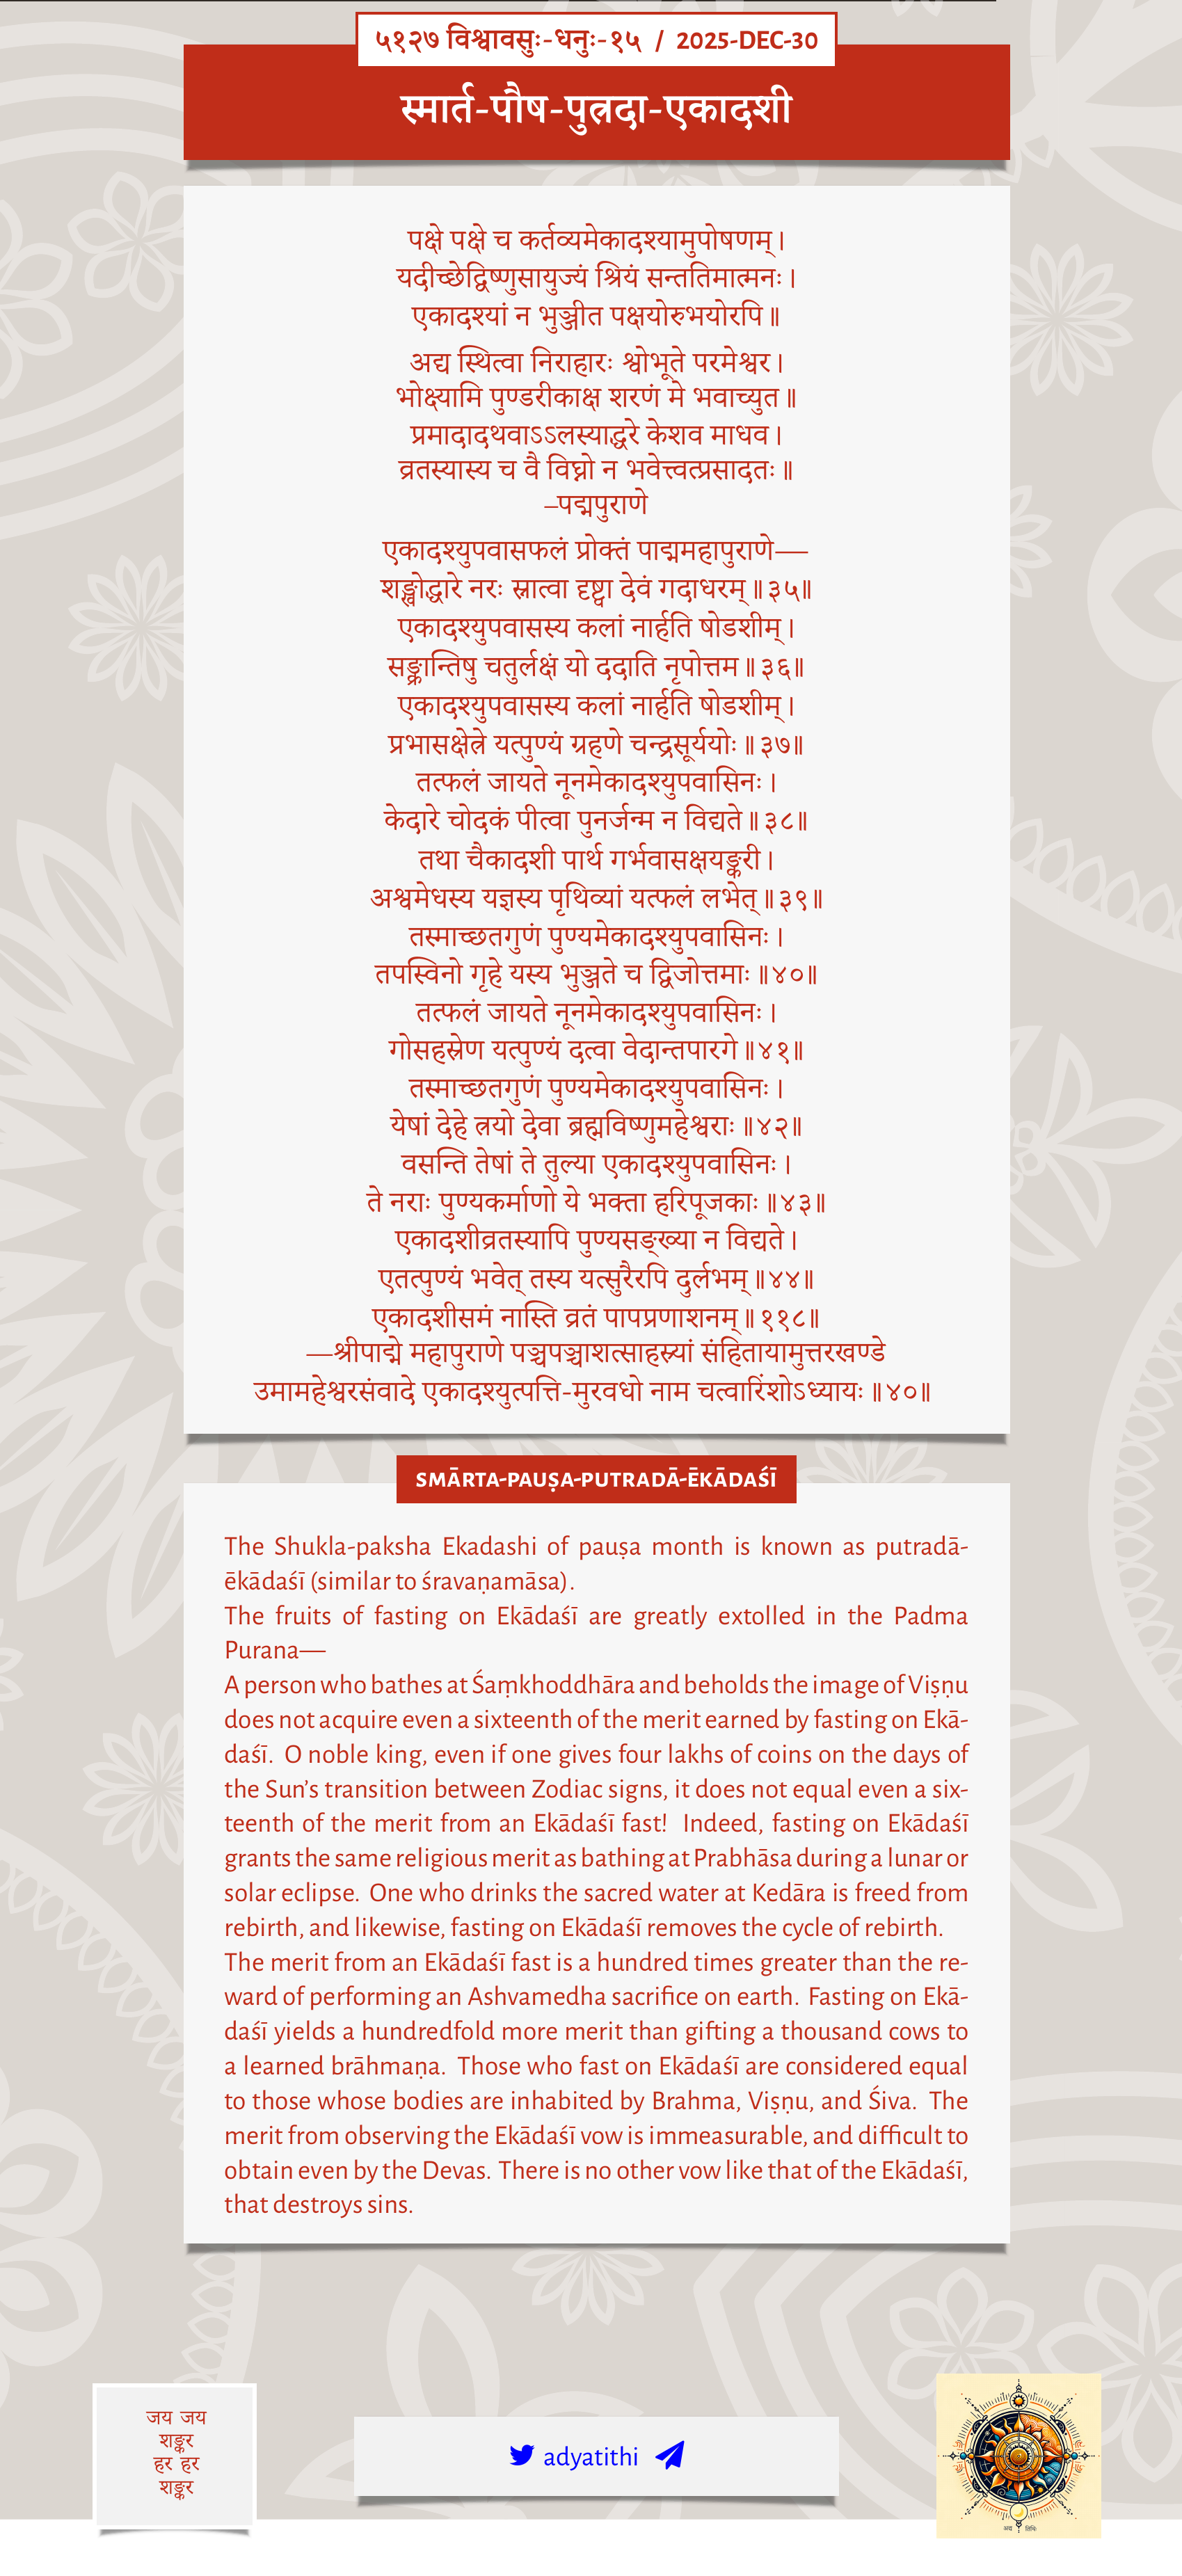 ५१२७ विश्वावसुः-धनुः-१५ / 2025-DEC-30
स्मार्त-पौष-पुत्रदा-एकादशी
पक्षे पक्षे च कर्तव्यमेकादश्यामुपोषणम्।
यदीच्छेद्विष्णुसायुज्यं श्रियं सन्ततिमात्मनः।
एकादश्यां न भुञ्जीत पक्षयोरुभयोरपि॥
अद्य स्थित्वा निराहारः श्वोभूते परमेश्वर।
भोक्ष्यामि पुण्डरीकाक्ष शरणं मे भवाच्युत॥
प्रमादादथवाऽऽलस्याद्धरे केशव माधव।
व्रतस्यास्य च वै विघ्नो न भवेत्त्वत्प्रसादतः॥
–पद्मपुराणे
एकादश्युपवासफलं प्रोक्तं पाद्ममहापुराणे—
शङ्खोद्धारे नरः स्नात्वा दृष्ट्वा देवं गदाधरम्॥३५॥
एकादश्युपवासस्य कलां नार्हति षोडशीम्।
सङ्क्रान्तिषु चतुर्लक्षं यो ददाति नृपोत्तम॥३६॥
एकादश्युपवासस्य कलां नार्हति षोडशीम्।
प्रभासक्षेत्रे यत्पुण्यं ग्रहणे चन्द्रसूर्ययोः॥३७॥
तत्फलं जायते नूनमेकादश्युपवासिनः।
केदारे चोदकं पीत्वा पुनर्जन्म न विद्यते॥३८॥
तथा चैकादशी पार्थ गर्भवासक्षयङ्करी।
अश्वमेधस्य यज्ञस्य पृथिव्यां यत्फलं लभेत्॥३९॥
तस्माच्छतगुणं पुण्यमेकादश्युपवासिनः।
तपस्विनो गृहे यस्य भुञ्जते च द्विजोत्तमाः॥४०॥
तत्फलं जायते नूनमेकादश्युपवासिनः।
गोसहस्रेण यत्पुण्यं दत्वा वेदान्तपारगे॥४१॥
तस्माच्छतगुणं पुण्यमेकादश्युपवासिनः।
येषां देहे त्रयो देवा ब्रह्मविष्णुमहेश्वराः॥४२॥
वसन्ति तेषां ते तुल्या एकादश्युपवासिनः।
ते नराः पुण्यकर्माणो ये भक्ता हरिपूजकाः॥४३॥
एकादशीव्रतस्यापि पुण्यसङ्ख्या न विद्यते।
एतत्पुण्यं भवेत् तस्य यत्सुरैरपि दुर्लभम्॥४४॥
एकादशीसमं नास्ति व्रतं पापप्रणाशनम्॥११८॥
—श्रीपाद्मे महापुराणे पञ्चपञ्चाशत्साहस्र्यां संहितायामुत्तरखण्डे
उमामहेश्वरसंवादे एकादश्युत्पत्ति-मुरवधो नाम चत्वारिंशोऽध्यायः॥४०॥
SMĀRTA-PAUṢA-PUTRADĀ-ĒKĀDAŚĪ
The Shukla-paksha Ekadashi of pauṣa month is known as putradā-
ēkādaśī (similar to śravaṇamāsa).
The fruits of fasting on Ekādaśī are greatly extolled in the Padma
Purana—
A person who bathes at Śaṃkhoddhāra and beholds the image of Viṣṇu
does not acquire even a sixteenth of the merit earned by fasting on Ekā-
daśī. O noble king, even if one gives four lakhs of coins on the days of
the Sun's transition between Zodiac signs, it does not equal even a six-
teenth of the merit from an Ekādaśī fast! Indeed, fasting on Ekādaśī
grants the same religious merit as bathing at Prabhāsa during a lunar or
solar eclipse. One who drinks the sacred water at Kedāra is freed from
rebirth, and likewise, fasting on Ekādaśī removes the cycle of rebirth.
The merit from an Ekādaśī fast is a hundred times greater than the re-
ward of performing an Ashvamedha sacrifice on earth. Fasting on Ekā-
daśī yields a hundredfold more merit than gifting a thousand cows to
a learned brāhmaṇa. Those who fast on Ekādaśī are considered equal
to those whose bodies are inhabited by Brahma, Viṣṇu, and Śiva. The
merit from observing the Ekādaśī vow is immeasurable, and difficult to
obtain even by the Devas. There is no other vow like that of the Ekādaśī,
that destroys sins.
जय जय
शङ्कर
हर हर
शङ्कर
adyatithi
अद्य तिथिः